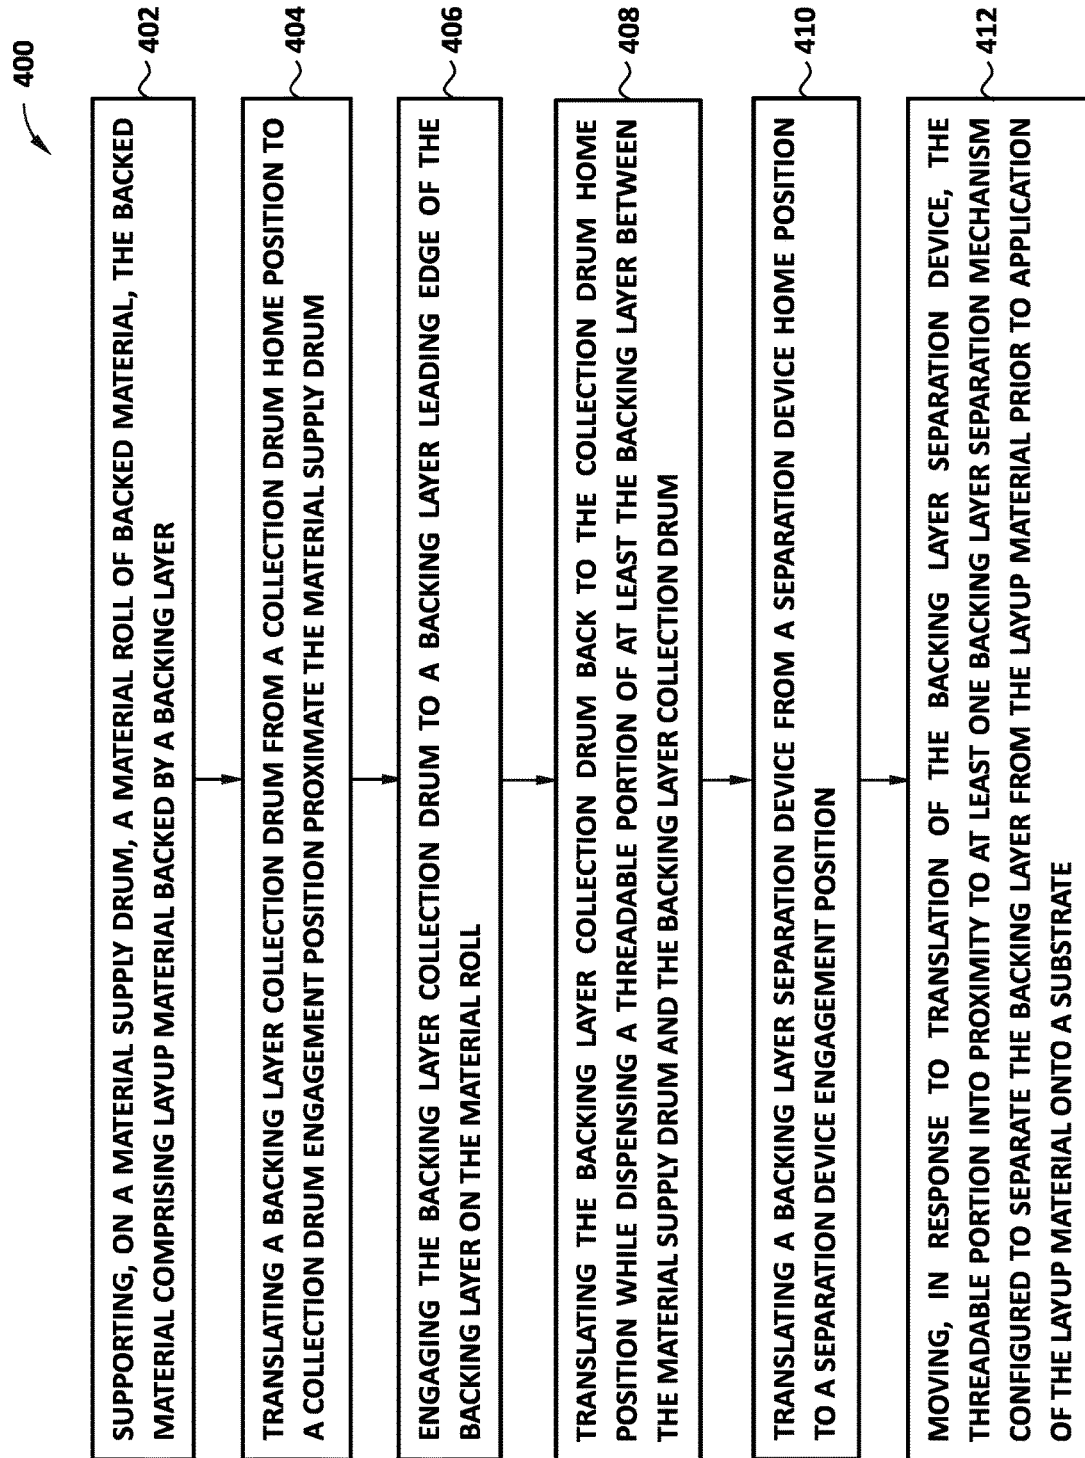 400
SUPPORTING, ON A MATERIAL SUPPLY DRUM, A MATERIAL ROLL OF BACKED MATERIAL, THE BACKED
MATERIAL COMPRISING LAYUP MATERIAL BACKED BY A BACKING LAYER
402
TRANSLATING A BACKING LAYER COLLECTION DRUM FROM A COLLECTION DRUM HOME POSITION TO
A COLLECTION DRUM ENGAGEMENT POSITION PROXIMATE THE MATERIAL SUPPLY DRUM
404
ENGAGING THE BACKING LAYER COLLECTION DRUM TO A BACKING LAYER LEADING EDGE OF THE
BACKING LAYER ON THE MATERIAL ROLL
406
TRANSLATING THE BACKING LAYER COLLECTION DRUM BACK TO THE COLLECTION DRUM HOME
POSITION WHILE DISPENSING A THREADABLE PORTION OF AT LEAST THE BACKING LAYER BETWEEN
THE MATERIAL SUPPLY DRUM AND THE BACKING LAYER COLLECTION DRUM
408
TRANSLATING A BACKING LAYER SEPARATION DEVICE FROM A SEPARATION DEVICE HOME POSITION
TO A SEPARATION DEVICE ENGAGEMENT POSITION
410
MOVING, IN RESPONSE TO TRANSLATION OF THE BACKING LAYER SEPARATION DEVICE, THE
THREADABLE PORTION INTO PROXIMITY TO AT LEAST ONE BACKING LAYER SEPARATION MECHANISM
CONFIGURED TO SEPARATE THE BACKING LAYER FROM THE LAYUP MATERIAL PRIOR TO APPLICATION
OF THE LAYUP MATERIAL ONTO A SUBSTRATE
412